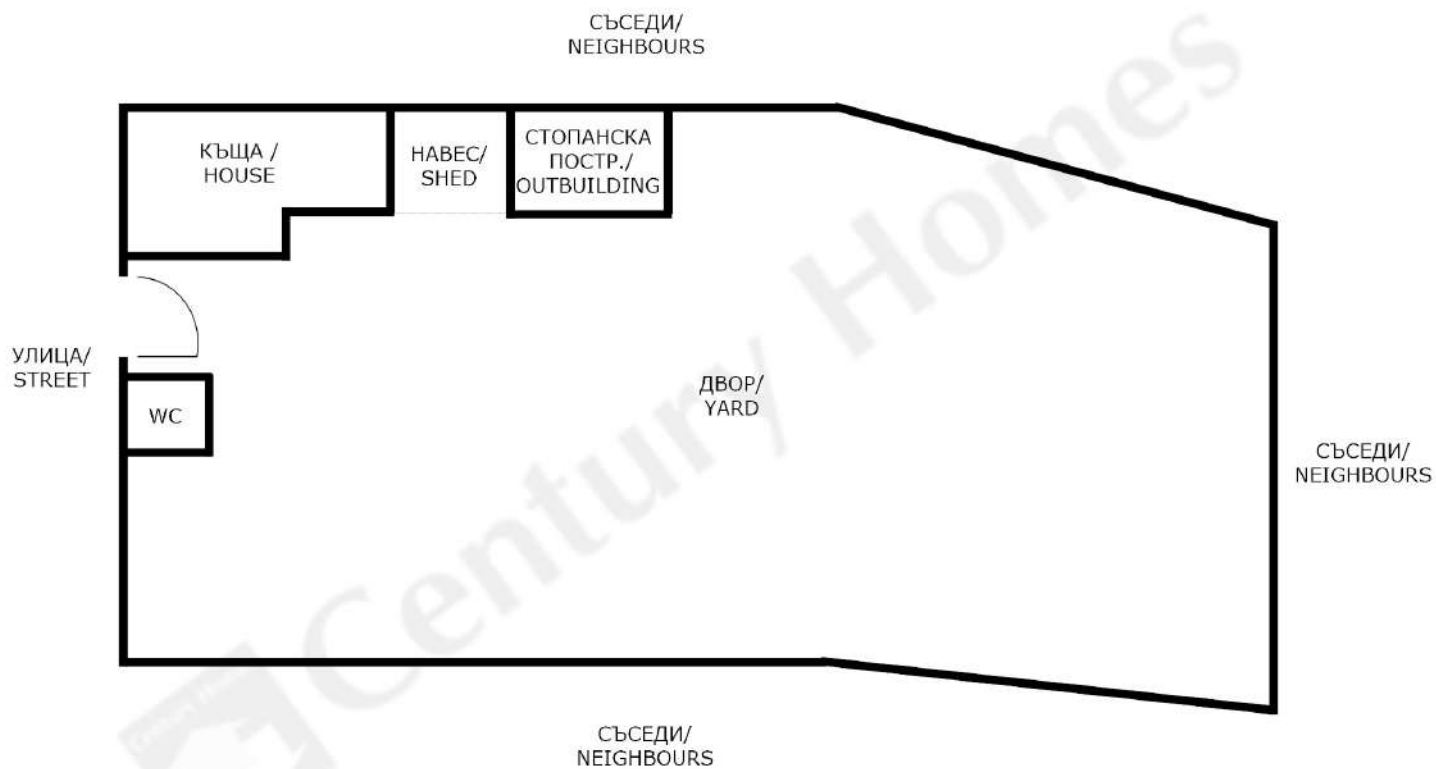 СЪСЕДИ/
NEIGHBOURS
КЪЩА /
HOUSE
НАВЕС/
SHED
СТОПАНСКА
ПОСТР./
OUTBUILDING
УЛИЦА/
STREET
WC
ДВОР/
YARD
СЪСЕДИ/
NEIGHBOURS
СЪСЕДИ/
NEIGHBOURS
Century Homes